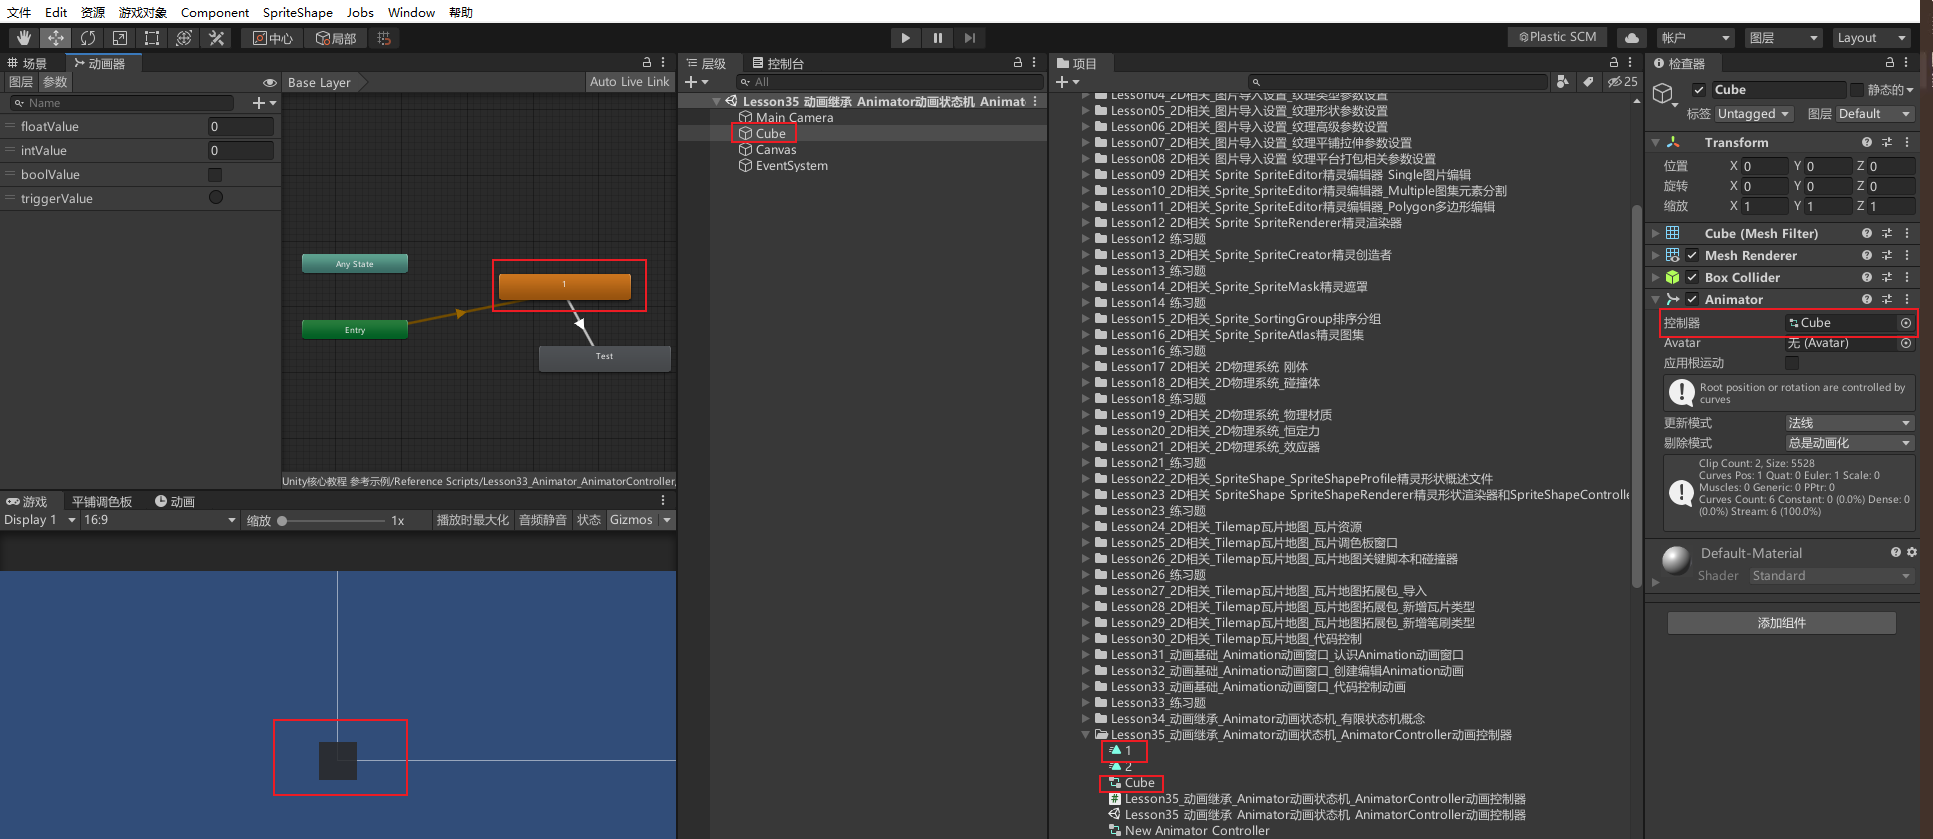 文件 Edit 资源 游戏对象 Component SpriteShape Jobs Window 帮助
中心 局部 Plastic SCM 帐户 图层 Layout
场景 动画器
图层 参数 Base Layer Auto Live Link
Name
floatValue 0
intValue 0
boolValue
triggerValue
Any State
1
Entry
Test
Unity核心教程 参考示例/Reference Scripts/Lesson33_Animator_AnimatorController,
游戏 平铺调色板 动画
Display 1 16:9 缩放 1x 播放时最大化 音频静音 状态 Gizmos
层级 控制台
All
Lesson35 动画继承 Animator动画状态机 Animat
Main Camera
Cube
Canvas
EventSystem
项目
25
Lesson04_2D相关_图片导入设置_纹理类型参数设置
Lesson05_2D相关_图片导入设置_纹理形状参数设置
Lesson06_2D相关_图片导入设置_纹理高级参数设置
Lesson07_2D相关_图片导入设置_纹理平铺拉伸参数设置
Lesson08 2D相关_图片导入设置_纹理平台打包相关参数设置
Lesson09_2D相关_Sprite_SpriteEditor精灵编辑器_Single图片编辑
Lesson10_2D相关_Sprite_SpriteEditor精灵编辑器_Multiple图集元素分割
Lesson11_2D相关_Sprite_SpriteEditor精灵编辑器_Polygon多边形编辑
Lesson12 2D相关_Sprite SpriteRenderer精灵渲染器
Lesson12 练习题
Lesson13_2D相关_Sprite_SpriteCreator精灵创造者
Lesson13_练习题
Lesson14_2D相关_Sprite_SpriteMask精灵遮罩
Lesson14 练习题
Lesson15_2D相关_Sprite_SortingGroup排序分组
Lesson16_2D相关_Sprite_SpriteAtlas精灵图集
Lesson16_练习题
Lesson17 2D相关 2D物理系统 刚体
Lesson18_2D相关_2D物理系统_碰撞体
Lesson18_练习题
Lesson19_2D相关_2D物理系统_物理材质
Lesson20_2D相关_2D物理系统_恒定力
Lesson21_2D相关_2D物理系统_效应器
Lesson21_练习题
Lesson22_2D相关_SpriteShape_SpriteShapeProfile精灵形状概述文件
Lesson23_2D相关 SpriteShape SpriteShapeRenderer精灵形状渲染器和SpriteShapeControlle
Lesson23_练习题
Lesson24_2D相关_Tilemap瓦片地图_瓦片资源
Lesson25_2D相关_Tilemap瓦片地图_瓦片调色板窗口
Lesson26_2D相关_Tilemap瓦片地图_瓦片地图关键脚本和碰撞器
Lesson26_练习题
Lesson27_2D相关_Tilemap瓦片地图_瓦片地图拓展包_导入
Lesson28_2D相关_Tilemap瓦片地图_瓦片地图拓展包_新增瓦片类型
Lesson29_2D相关_Tilemap瓦片地图_瓦片地图拓展包_新增笔刷类型
Lesson30_2D相关_Tilemap瓦片地图_代码控制
Lesson31_动画基础_Animation动画窗口_认识Animation动画窗口
Lesson32_动画基础_Animation动画窗口_创建编辑Animation动画
Lesson33_动画基础_Animation动画窗口_代码控制动画
Lesson33_练习题
Lesson34_动画继承_Animator动画状态机_有限状态机概念
Lesson35_动画继承_Animator动画状态机_AnimatorController动画控制器
1
2
Cube
Lesson35_动画继承_Animator动画状态机_AnimatorController动画控制器
Lesson35 动画继承 Animator动画状态机 AnimatorController动画控制器
New Animator Controller
检查器
Cube 静态的
标签 Untagged 图层 Default
Transform
位置 X 0 Y 0 Z 0
旋转 X 0 Y 0 Z 0
缩放 X 1 Y 1 Z 1
Cube (Mesh Filter)
Mesh Renderer
Box Collider
Animator
控制器 Cube
Avatar 无 (Avatar)
应用根运动
Root position or rotation are controlled by
curves
更新模式 法线
剔除模式 总是动画化
Clip Count: 2, Size: 5528
Curves Pos: 1 Quat: 0 Euler: 1 Scale: 0
Muscles: 0 Generic: 0 PPtr: 0
Curves Count: 6 Constant: 0 (0.0%) Dense: 0
(0.0%) Stream: 6 (100.0%)
Default-Material
Shader Standard
添加组件